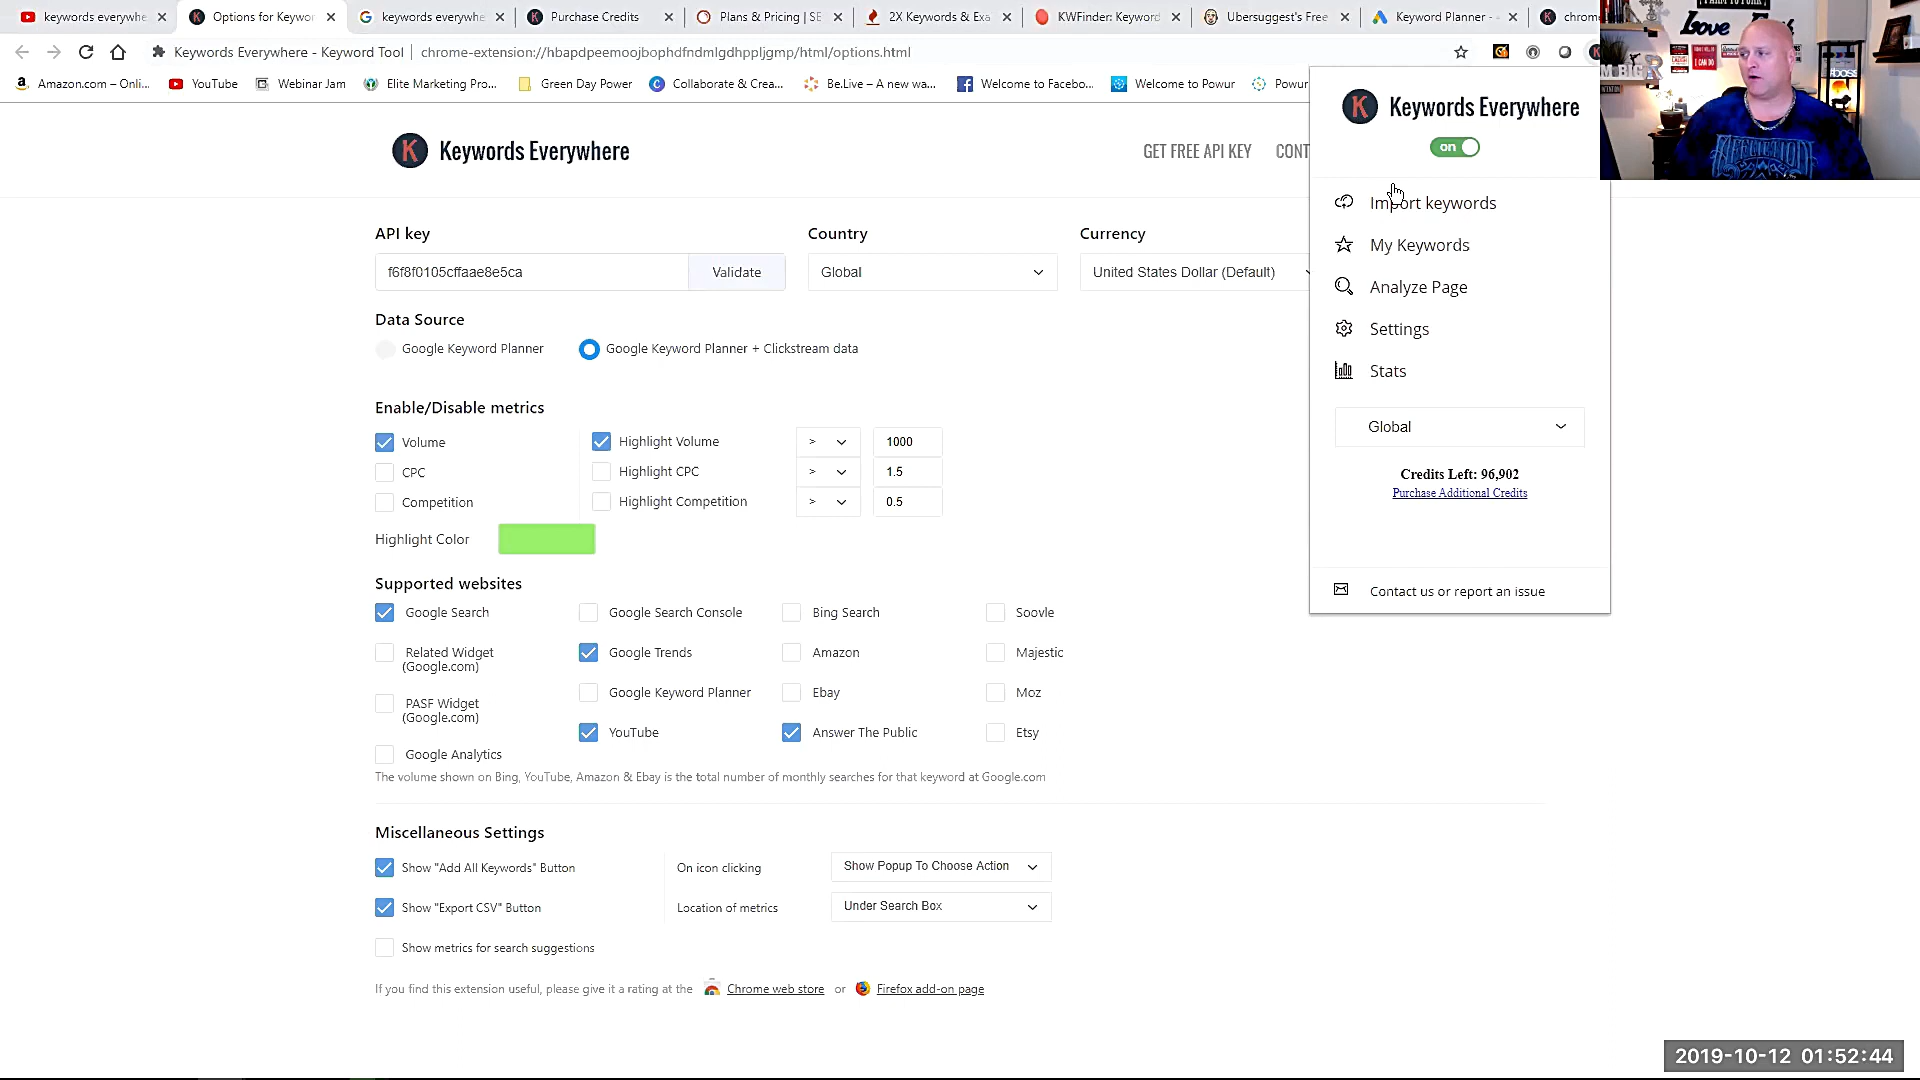 keywords everywhe
Options for Keywor
keywords everywhe
Purchase Credits
Plans & Pricing | SE
2X Keywords & Exa
KWFinder: Keyword
Ubersuggest's Free
Keyword Planner -
chrom
Keywords Everywhere - Keyword Tool | chrome-extension://hbapdpeemoojbophdfndmlgdhppljgmp/html/options.html
Amazon.com – Onli...
YouTube
Webinar Jam
Elite Marketing Pro...
Green Day Power
Collaborate & Crea...
Be.Live – A new wa...
Welcome to Facebo...
Welcome to Powur
Powur
Keywords Everywhere
GET FREE API KEY
CONT
Keywords Everywhere
on
Import keywords
My Keywords
Analyze Page
Settings
Stats
Global
Credits Left: 96,902
Purchase Additional Credits
Contact us or report an issue
API key
Country
Currency
f6f8f0105cffaae8e5ca
Validate
Global
United States Dollar (Default)
Data Source
Google Keyword Planner
Google Keyword Planner + Clickstream data
Enable/Disable metrics
Volume
Highlight Volume
>
1000
CPC
Highlight CPC
>
1.5
Competition
Highlight Competition
>
0.5
Highlight Color
Supported websites
Google Search
Google Search Console
Bing Search
Soovle
Related Widget
(Google.com)
Google Trends
Amazon
Majestic
PASF Widget
(Google.com)
Google Keyword Planner
Ebay
Moz
YouTube
Answer The Public
Etsy
Google Analytics
The volume shown on Bing, YouTube, Amazon & Ebay is the total number of monthly searches for that keyword at Google.com
Miscellaneous Settings
Show "Add All Keywords" Button
On icon clicking
Show Popup To Choose Action
Show "Export CSV" Button
Location of metrics
Under Search Box
Show metrics for search suggestions
If you find this extension useful, please give it a rating at the Chrome web store or Firefox add-on page
Love
AFFLICTION
2019-10-12 01:52:44